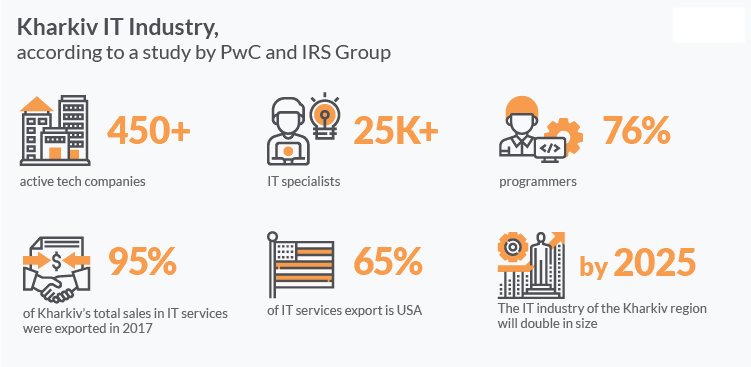 Kharkiv IT Industry,
according to a study by PwC and IRS Group
450+
active tech companies
25K+
IT specialists
</>
76%
programmers
$
95%
of Kharkiv's total sales in IT services
were exported in 2017
65%
of IT services export is USA
by 2025
The IT industry of the Kharkiv region
will double in size